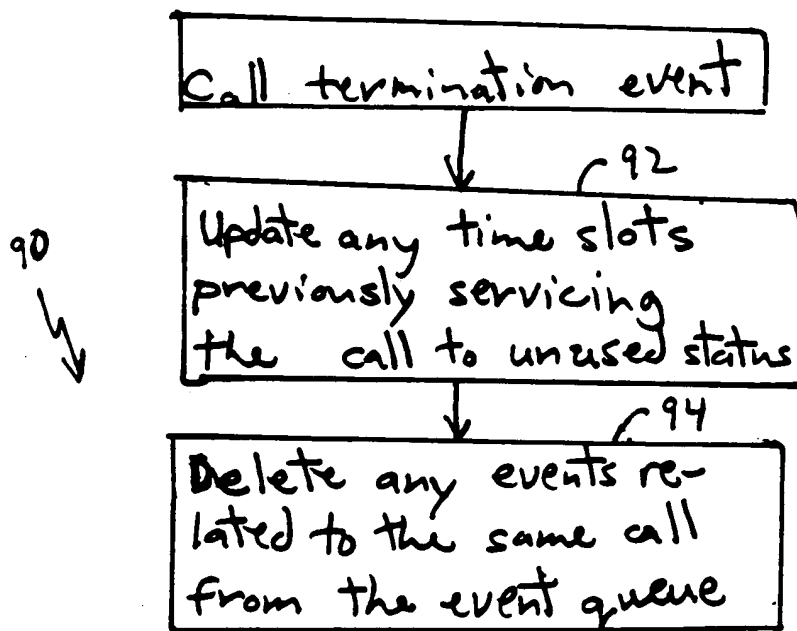 Call termination event
92
Update any time slots
previously servicing
the call to unused status
90
94
Delete any events re-
lated to the same call
from the event queue